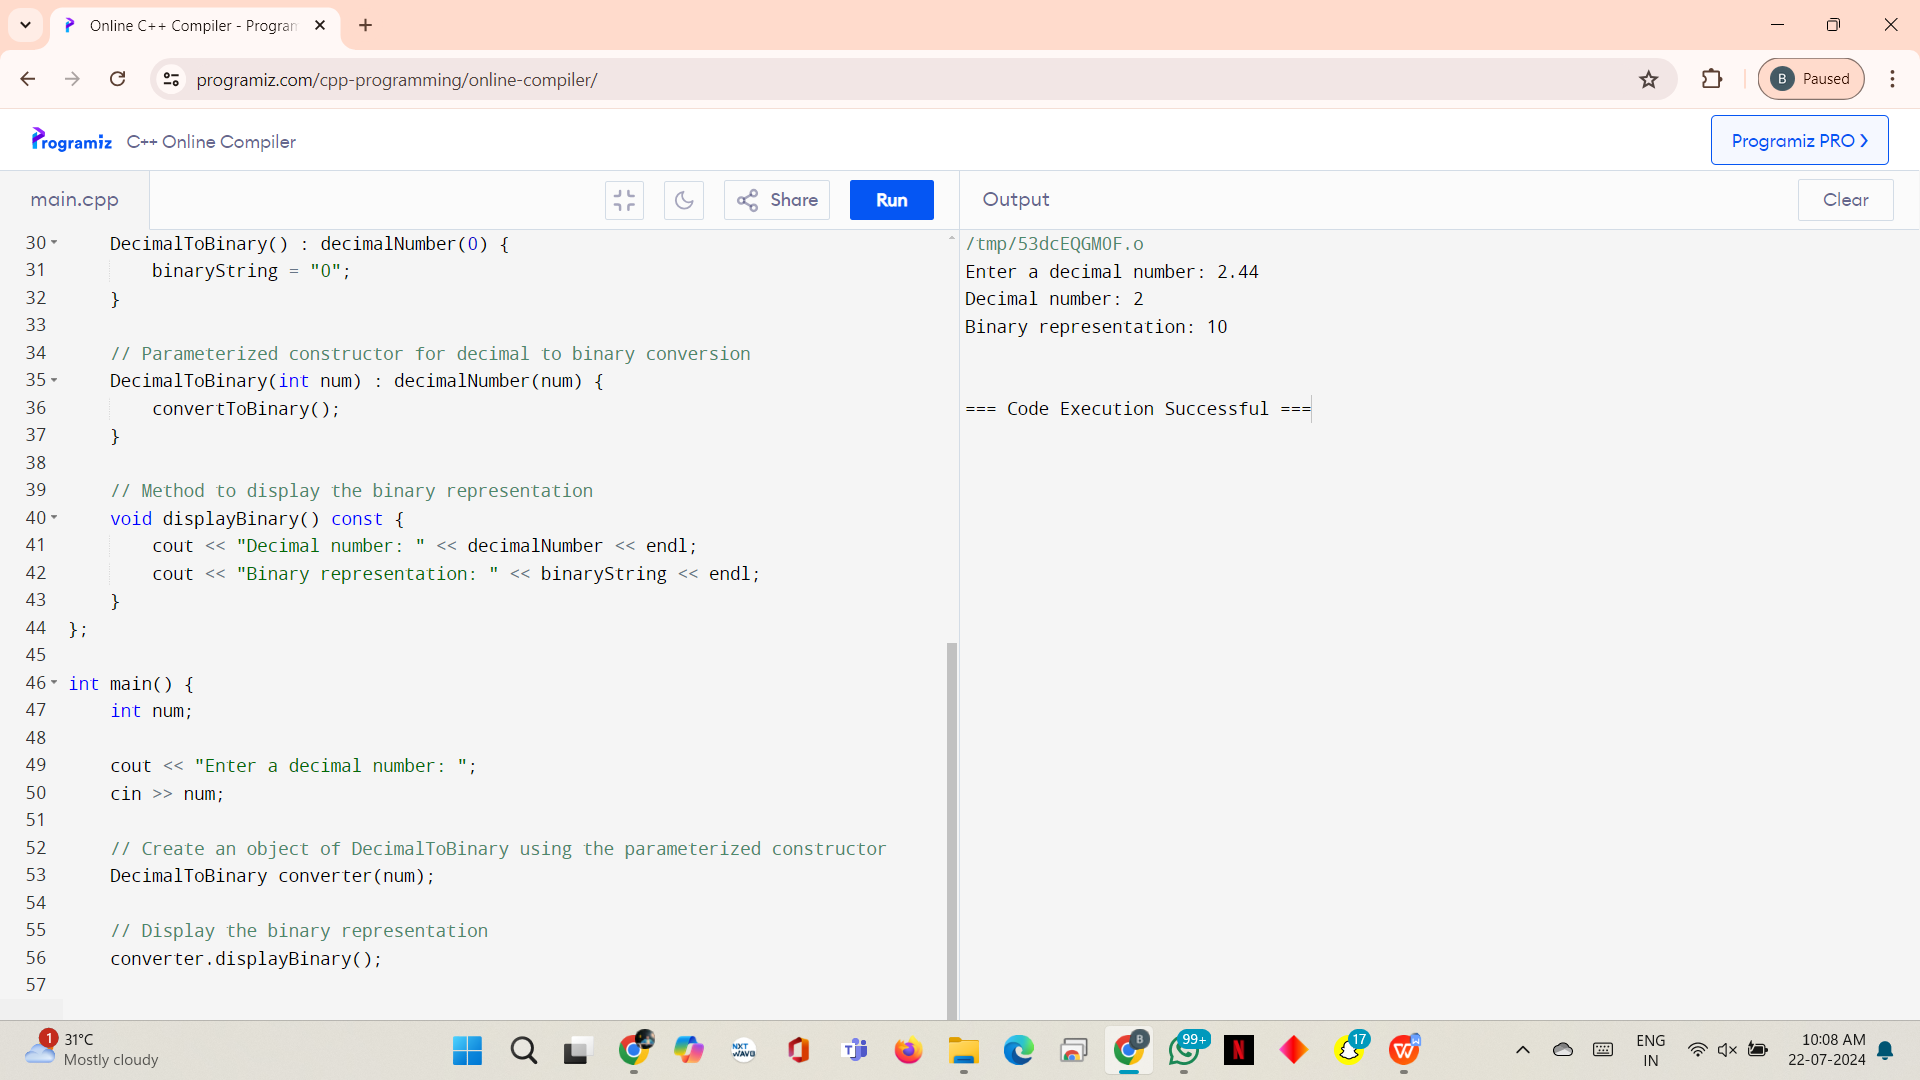 Online C++ Compiler - Program
programiz.com/cpp-programming/online-compiler/
B Paused
Programiz C++ Online Compiler
Programiz PRO
main.cpp
Share
Run
Output
Clear
30 DecimalToBinary() : decimalNumber(0) {
31 binaryString = "0";
32 }
33
34 // Parameterized constructor for decimal to binary conversion
35 DecimalToBinary(int num) : decimalNumber(num) {
36 convertToBinary();
37 }
38
39 // Method to display the binary representation
40 void displayBinary() const {
41 cout << "Decimal number: " << decimalNumber << endl;
42 cout << "Binary representation: " << binaryString << endl;
43 }
44 };
45
46 int main() {
47 int num;
48
49 cout << "Enter a decimal number: ";
50 cin >> num;
51
52 // Create an object of DecimalToBinary using the parameterized constructor
53 DecimalToBinary converter(num);
54
55 // Display the binary representation
56 converter.displayBinary();
57
/tmp/53dcEQGMOF.o
Enter a decimal number: 2.44
Decimal number: 2
Binary representation: 10
=== Code Execution Successful ===
1
31°C
Mostly cloudy
NXT
WAVE
B
99+
N
17
W
ENG
IN
10:08 AM
22-07-2024